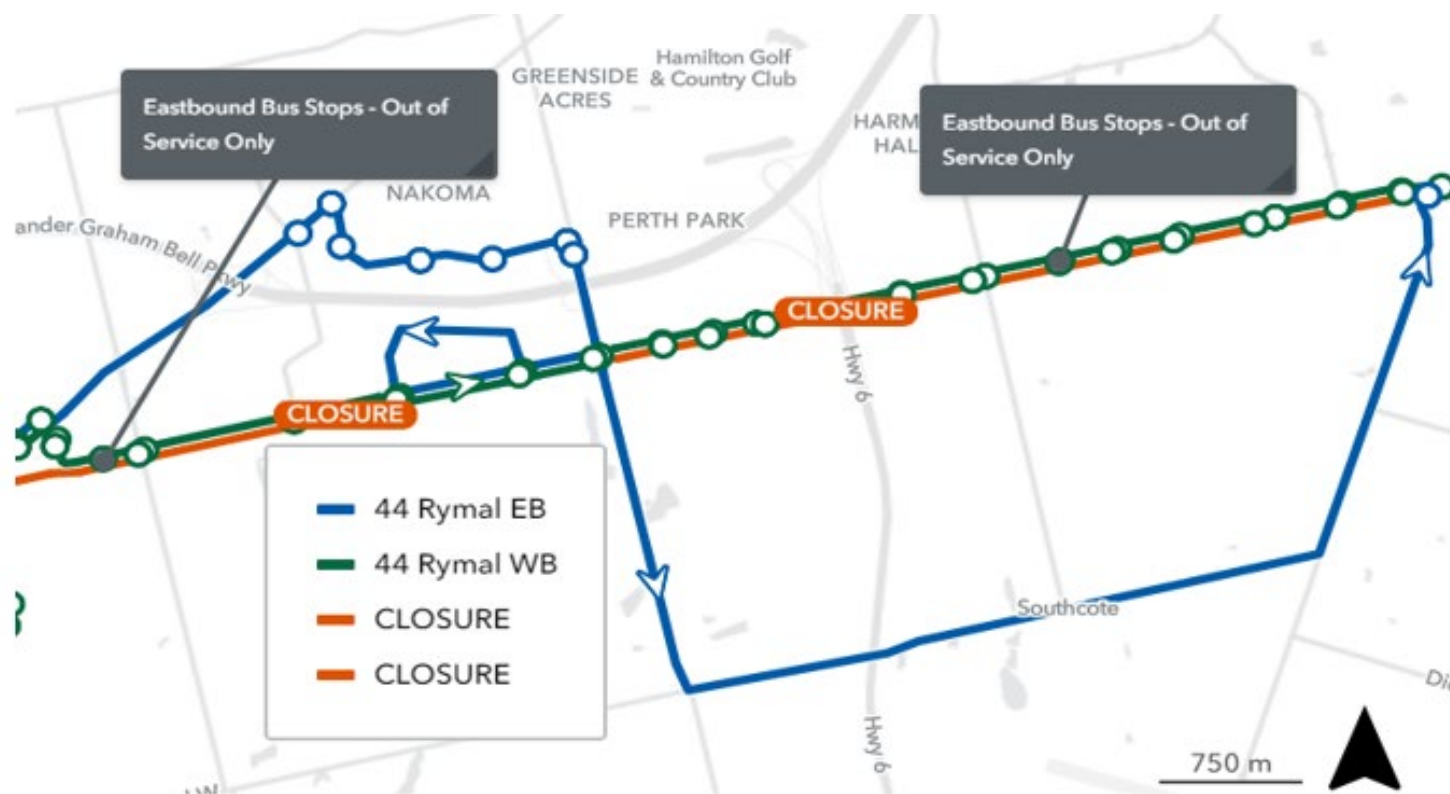 Hamilton Golf
& Country Club
GREENSIDE
ACRES
Eastbound Bus Stops - Out of
Service Only
Eastbound Bus Stops - Out of
Service Only
HARM
HAL
NAKOMA
PERTH PARK
ander Graham Bell Pkwy
CLOSURE
Hwy 6
CLOSURE
44 Rymal EB
44 Rymal WB
CLOSURE
CLOSURE
Southcote
Hwy 6
750 m